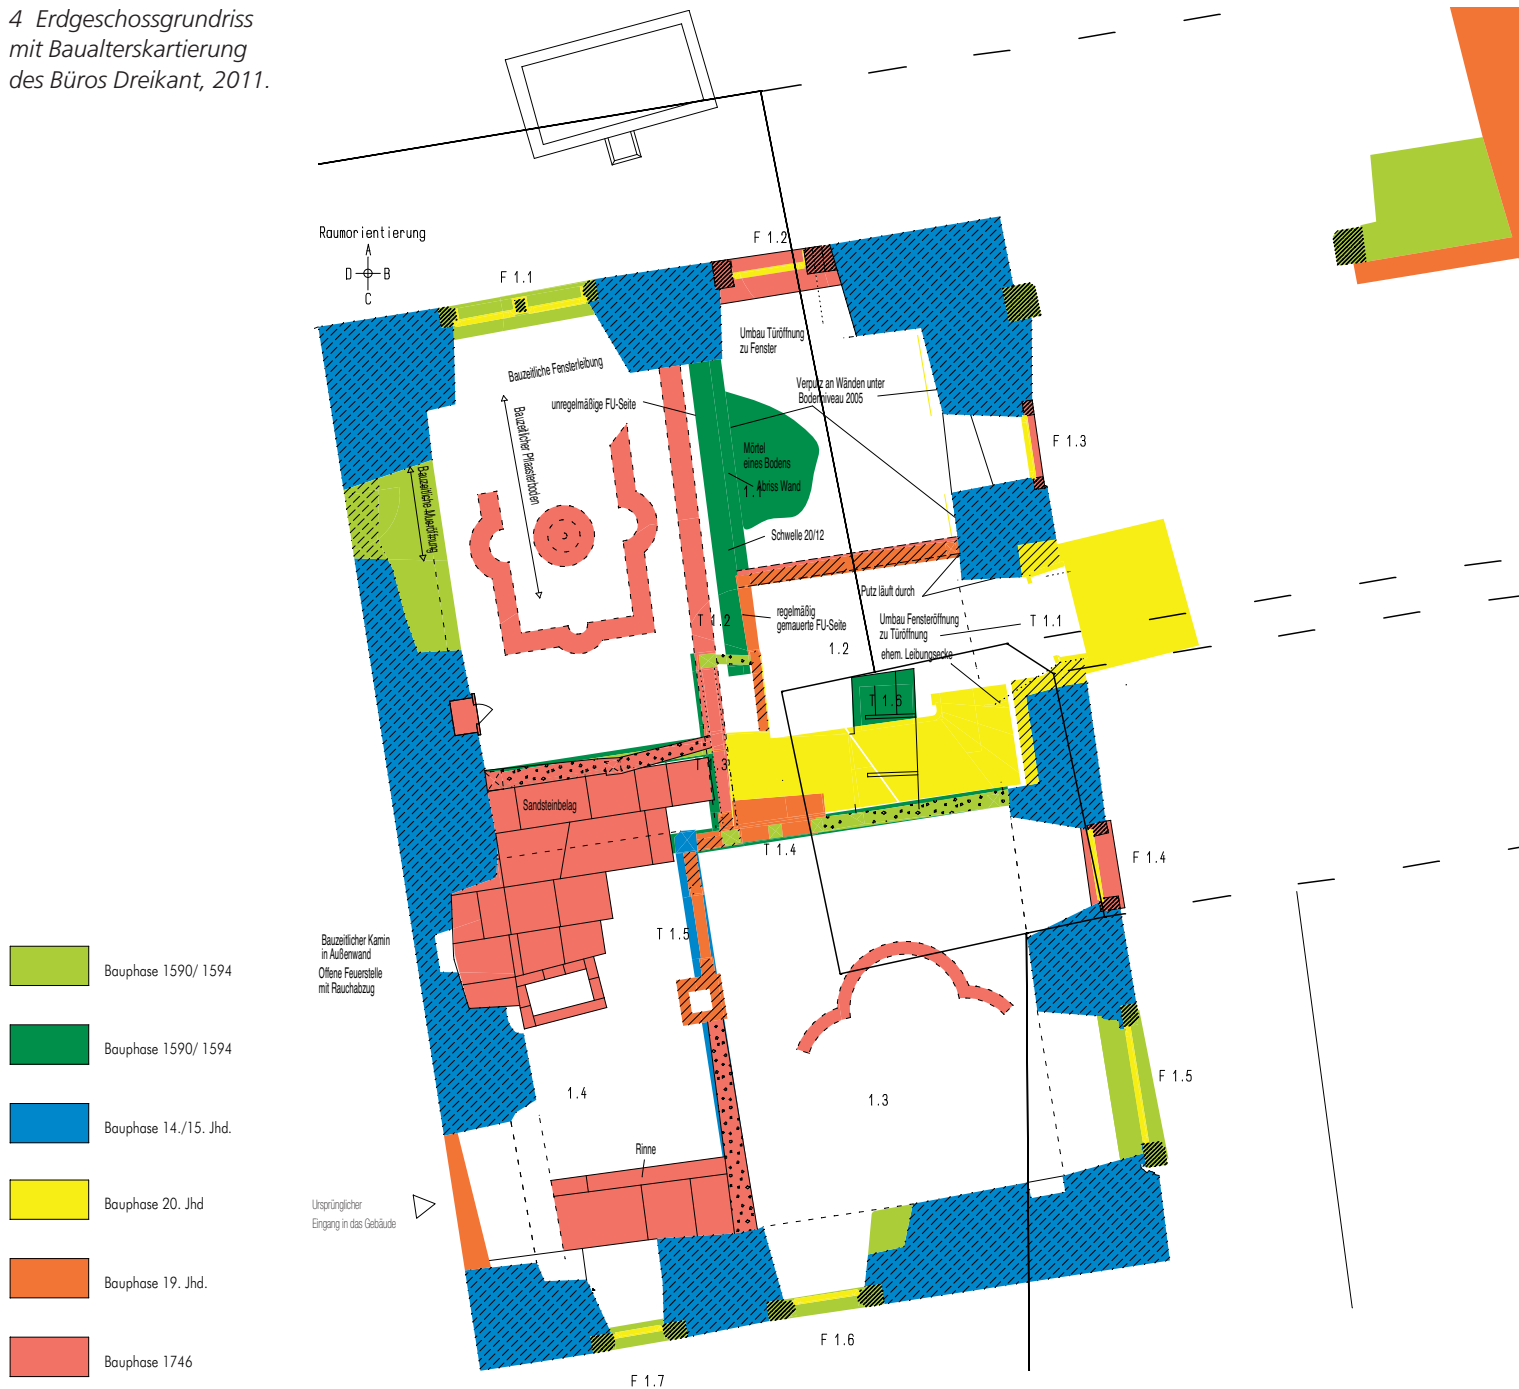 4 Erdgeschossgrundriss
mit Baualterskartierung
des Büros Dreikant, 2011.
Raumorientierung
A
D B
C
F 1.1
F 1.2
Umbau Türöffnung
zu Fenster
Bauzeitliche Fensterleibung
unregelmäßige FU-Seite
Verputz an Wänden unter
Bodenniveau 2005
Bauzeitlicher Pflasterboden
F 1.3
Mörtel
eines Bodens
Abriss Wand
1.1
Bauzeitliche Maueröffnung
Schwelle 20/12
Putz läuft durch
regelmäßig
gemauerte FU-Seite
T 1.2
Umbau Fensteröffnung
zu Türöffnung
T 1.1
1.2
ehem. Leibungsecke
T 1.6
T 1.3
Sandsteinbelag
T 1.4
F 1.4
T 1.5
Bauzeitlicher Kamin
in Außenwand
Offene Feuerstelle
mit Rauchabzug
Bauphase 1590/ 1594
Bauphase 1590/ 1594
Bauphase 14./15. Jhd.
Bauphase 20. Jhd
Bauphase 19. Jhd.
Bauphase 1746
F 1.5
1.4
1.3
Rinne
Ursprünglicher
Eingang in das Gebäude
F 1.6
F 1.7